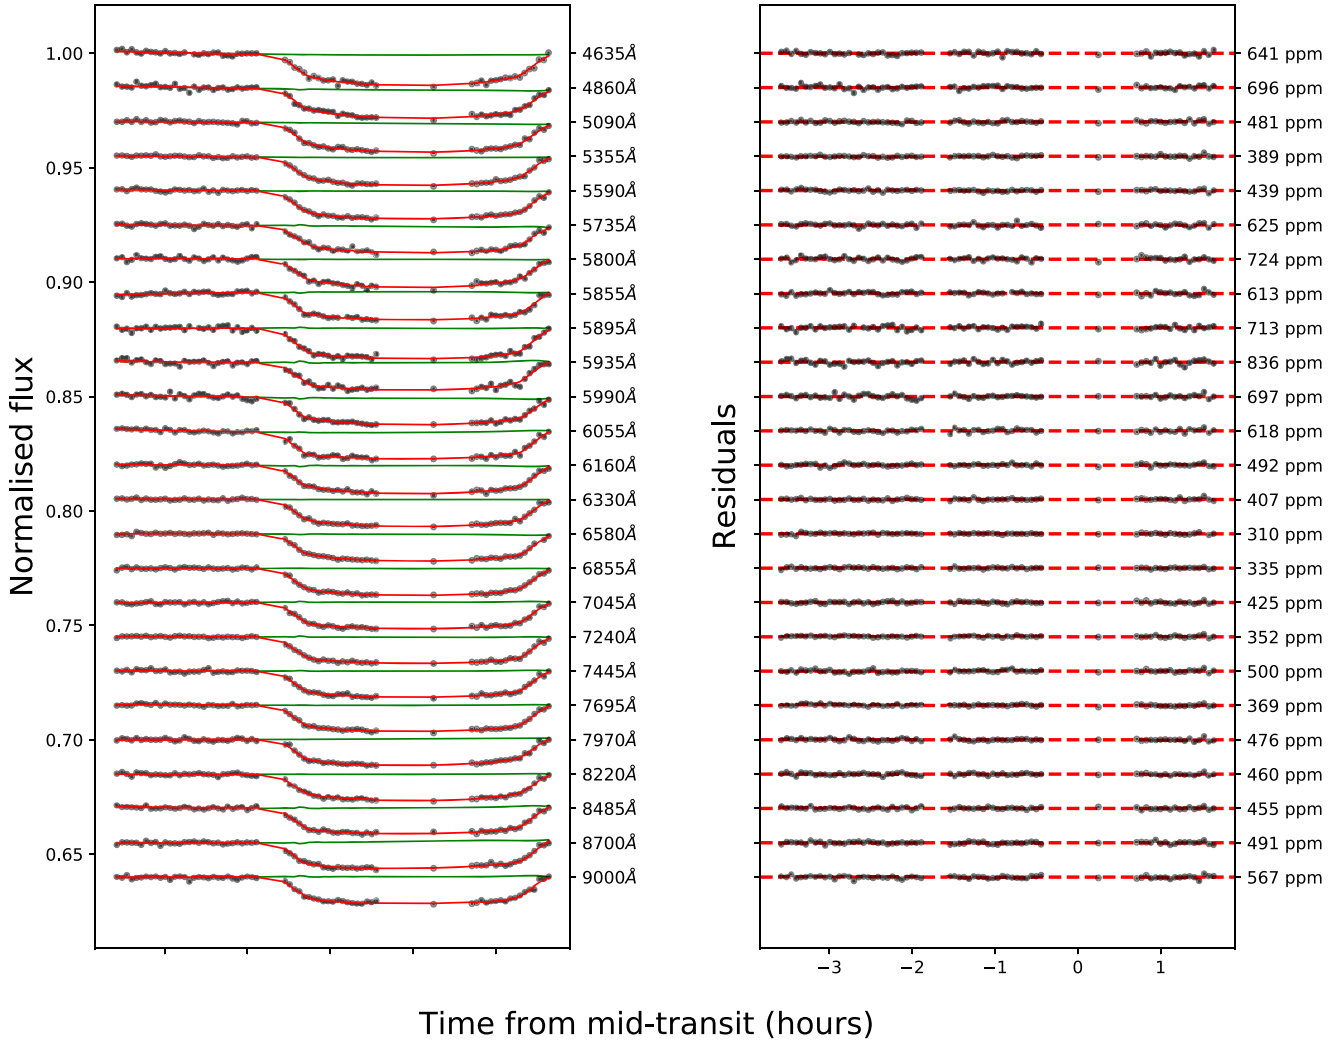 Normalised flux
1.00
0.95
0.90
0.85
0.80
0.75
0.70
0.65
4635Å
4860Å
5090Å
5355Å
5590Å
5735Å
5800Å
5855Å
5895Å
5935Å
5990Å
6055Å
6160Å
6330Å
6580Å
6855Å
7045Å
7240Å
7445Å
7695Å
7970Å
8220Å
8485Å
8700Å
9000Å
Residuals
641 ppm
696 ppm
481 ppm
389 ppm
439 ppm
625 ppm
724 ppm
613 ppm
713 ppm
836 ppm
697 ppm
618 ppm
492 ppm
407 ppm
310 ppm
335 ppm
425 ppm
352 ppm
500 ppm
369 ppm
476 ppm
460 ppm
455 ppm
491 ppm
567 ppm
−3 −2 −1 0 1
Time from mid-transit (hours)